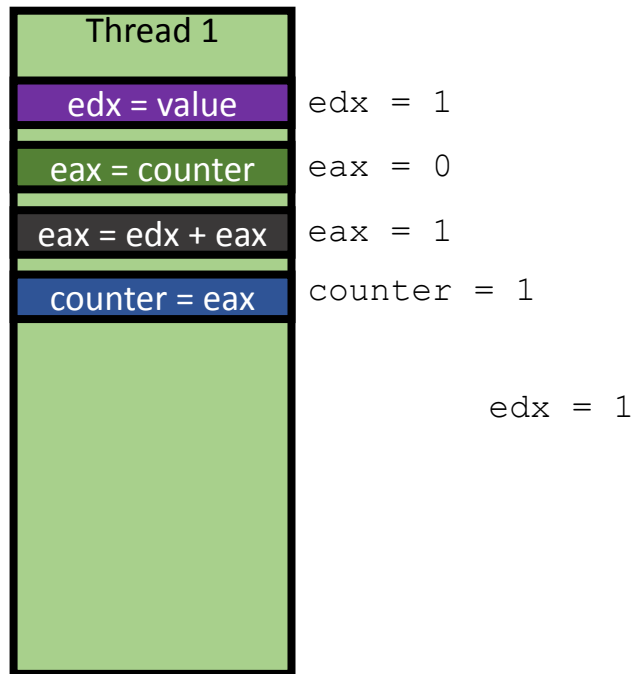 Thread 1
edx = value edx = 1
eax = counter eax = 0
eax = edx + eax eax = 1
counter = eax counter = 1
edx = 1